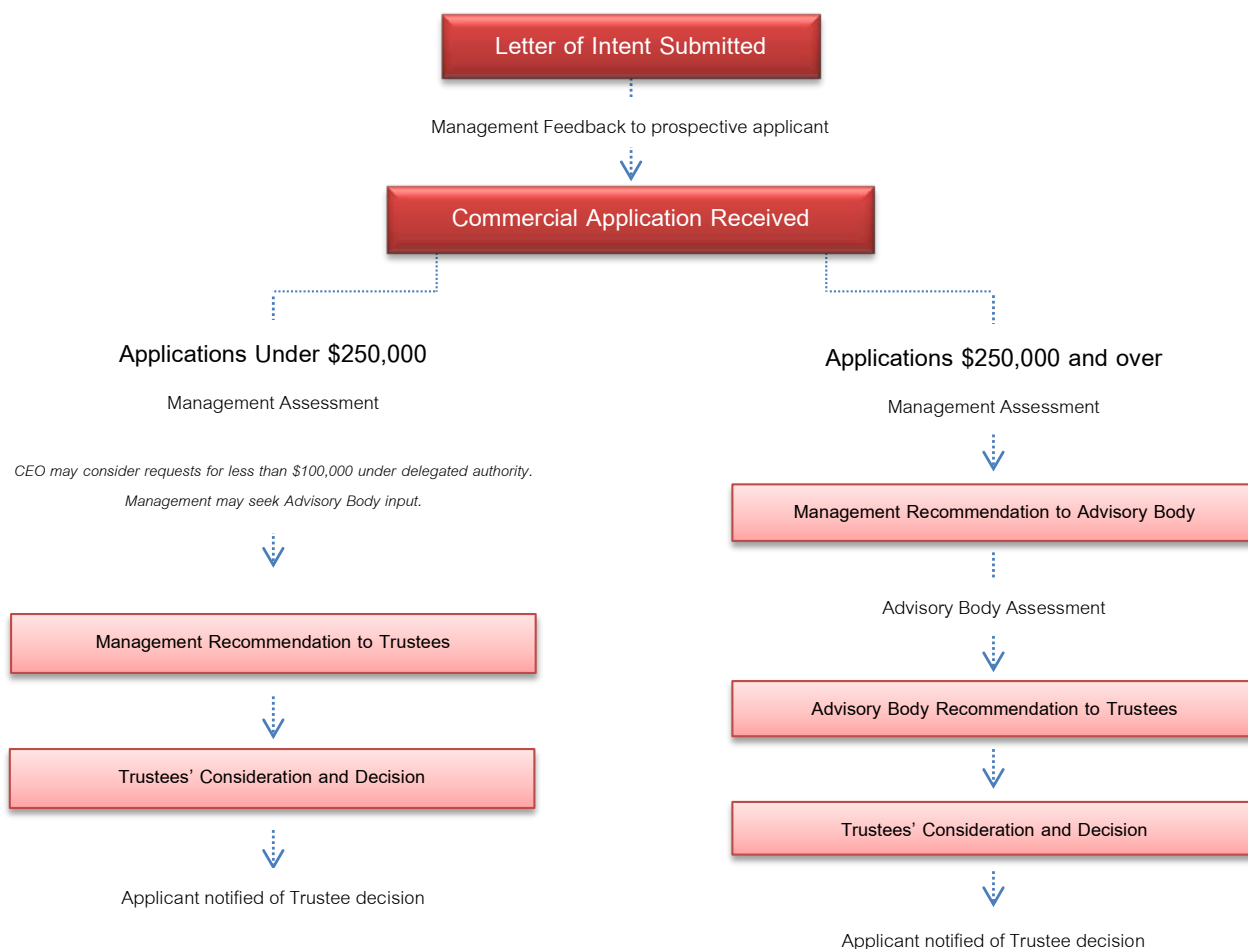 Letter of Intent Submitted
Management Feedback to prospective applicant
Commercial Application Received
Applications Under $250,000
Management Assessment
CEO may consider requests for less than $100,000 under delegated authority.
Management may seek Advisory Body input.
Management Recommendation to Trustees
Trustees’ Consideration and Decision
Applicant notified of Trustee decision
Applications $250,000 and over
Management Assessment
Management Recommendation to Advisory Body
Advisory Body Assessment
Advisory Body Recommendation to Trustees
Trustees’ Consideration and Decision
Applicant notified of Trustee decision